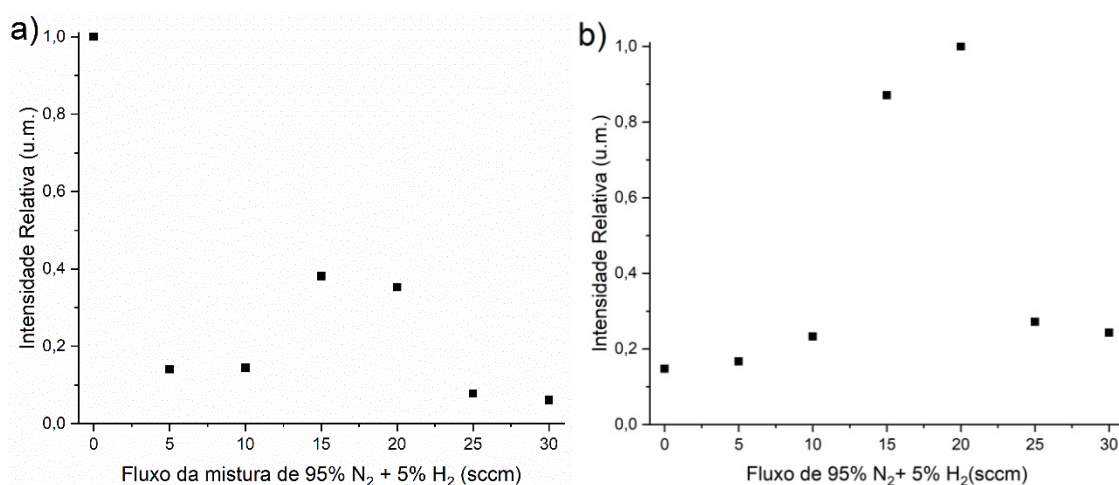 a)
Intensidade Relativa (u.m.)
1,0
0,8
0,6
0,4
0,2
0,0
0 5 10 15 20 25 30
Fluxo da mistura de 95% N₂ + 5% H₂ (sccm)
b)
Intensidade Relativa (u.m.)
1,0
0,8
0,6
0,4
0,2
0,0
0 5 10 15 20 25 30
Fluxo de 95% N₂+ 5% H₂(sccm)